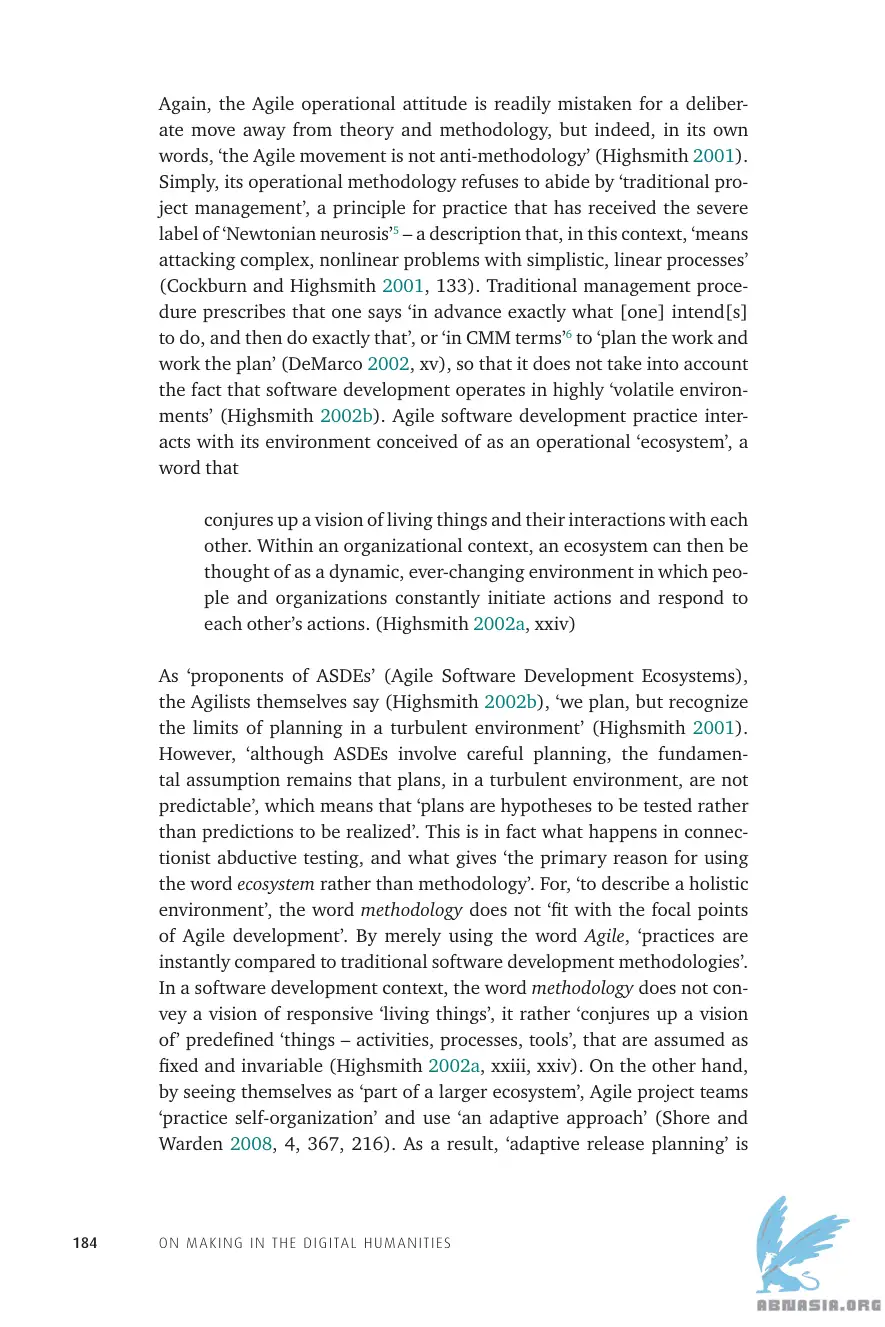 Again, the Agile operational attitude is readily mistaken for a deliber-
ate move away from theory and methodology, but indeed, in its own
words, ‘the Agile movement is not anti-methodology’ (Highsmith 2001).
Simply, its operational methodology refuses to abide by ‘traditional pro-
ject management’, a principle for practice that has received the severe
label of ‘Newtonian neurosis’⁵ – a description that, in this context, ‘means
attacking complex, nonlinear problems with simplistic, linear processes’
(Cockburn and Highsmith 2001, 133). Traditional management proce-
dure prescribes that one says ‘in advance exactly what [one] intend[s]
to do, and then do exactly that’, or ‘in CMM terms’⁶ to ‘plan the work and
work the plan’ (DeMarco 2002, xv), so that it does not take into account
the fact that software development operates in highly ‘volatile environ-
ments’ (Highsmith 2002b). Agile software development practice inter-
acts with its environment conceived of as an operational ‘ecosystem’, a
word that
conjures up a vision of living things and their interactions with each
other. Within an organizational context, an ecosystem can then be
thought of as a dynamic, ever-changing environment in which peo-
ple and organizations constantly initiate actions and respond to
each other’s actions. (Highsmith 2002a, xxiv)
As ‘proponents of ASDEs’ (Agile Software Development Ecosystems),
the Agilists themselves say (Highsmith 2002b), ‘we plan, but recognize
the limits of planning in a turbulent environment’ (Highsmith 2001).
However, ‘although ASDEs involve careful planning, the fundamen-
tal assumption remains that plans, in a turbulent environment, are not
predictable’, which means that ‘plans are hypotheses to be tested rather
than predictions to be realized’. This is in fact what happens in connec-
tionist abductive testing, and what gives ‘the primary reason for using
the word ecosystem rather than methodology’. For, ‘to describe a holistic
environment’, the word methodology does not ‘fit with the focal points
of Agile development’. By merely using the word Agile, ‘practices are
instantly compared to traditional software development methodologies’.
In a software development context, the word methodology does not con-
vey a vision of responsive ‘living things’, it rather ‘conjures up a vision
of’ predefined ‘things – activities, processes, tools’, that are assumed as
fixed and invariable (Highsmith 2002a, xxiii, xxiv). On the other hand,
by seeing themselves as ‘part of a larger ecosystem’, Agile project teams
‘practice self-organization’ and use ‘an adaptive approach’ (Shore and
Warden 2008, 4, 367, 216). As a result, ‘adaptive release planning’ is
184 ON MAKING IN THE DIGITAL HUMANITIES
ABNASIA.ORG